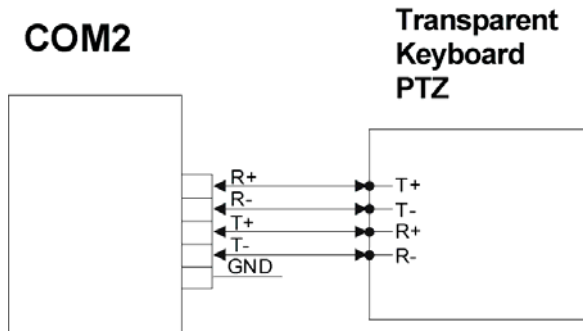 COM2
Transparent
Keyboard
PTZ
R+
T+
R-
T-
T+
R+
T-
R-
GND